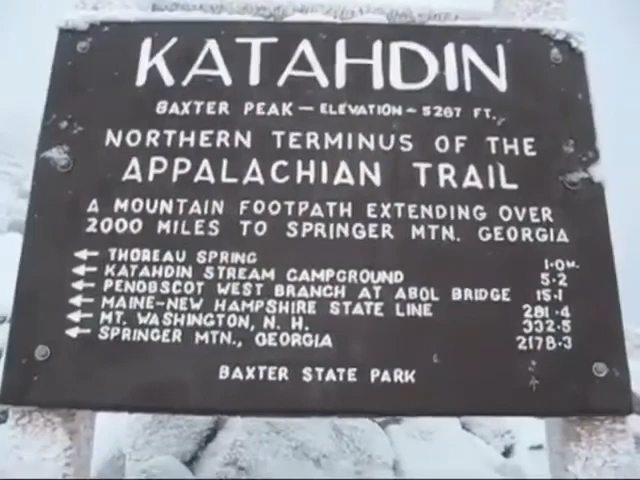 KATAHDIN
BAXTER PEAK - ELEVATION - 5267 FT.
NORTHERN TERMINUS OF THE
APPALACHIAN TRAIL
A MOUNTAIN FOOTPATH EXTENDING OVER
2000 MILES TO SPRINGER MTN. GEORGIA
← THOREAU SPRING 1.0 M.
← KATAHDIN STREAM CAMPGROUND 5.2
← PENOBSCOT WEST BRANCH AT ABOL BRIDGE 15.1
← MAINE-NEW HAMPSHIRE STATE LINE 281.4
← MT. WASHINGTON, N. H. 332.5
← SPRINGER MTN., GEORGIA 2178.3
BAXTER STATE PARK